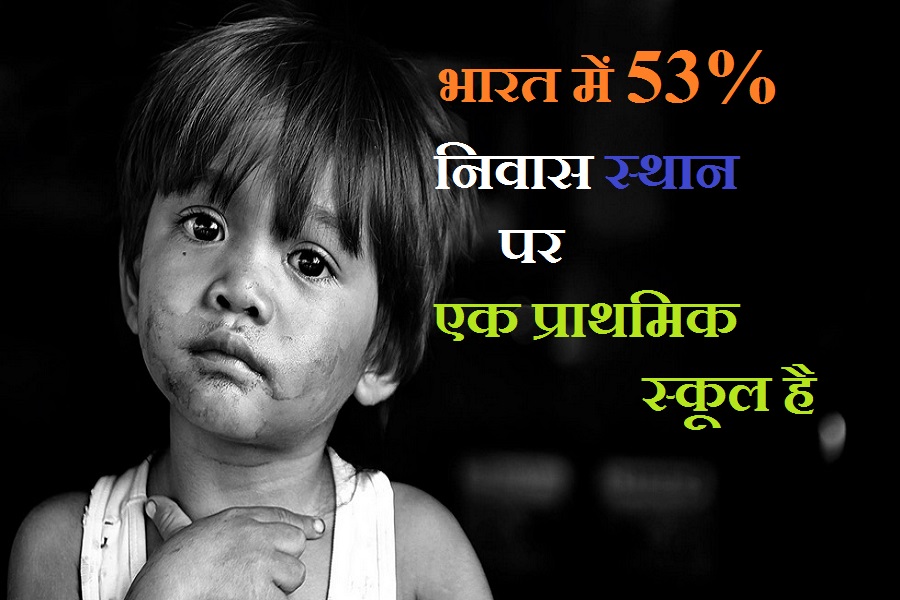 भारत में 53%
निवास स्थान
पर
एक प्राथमिक
स्कूल है